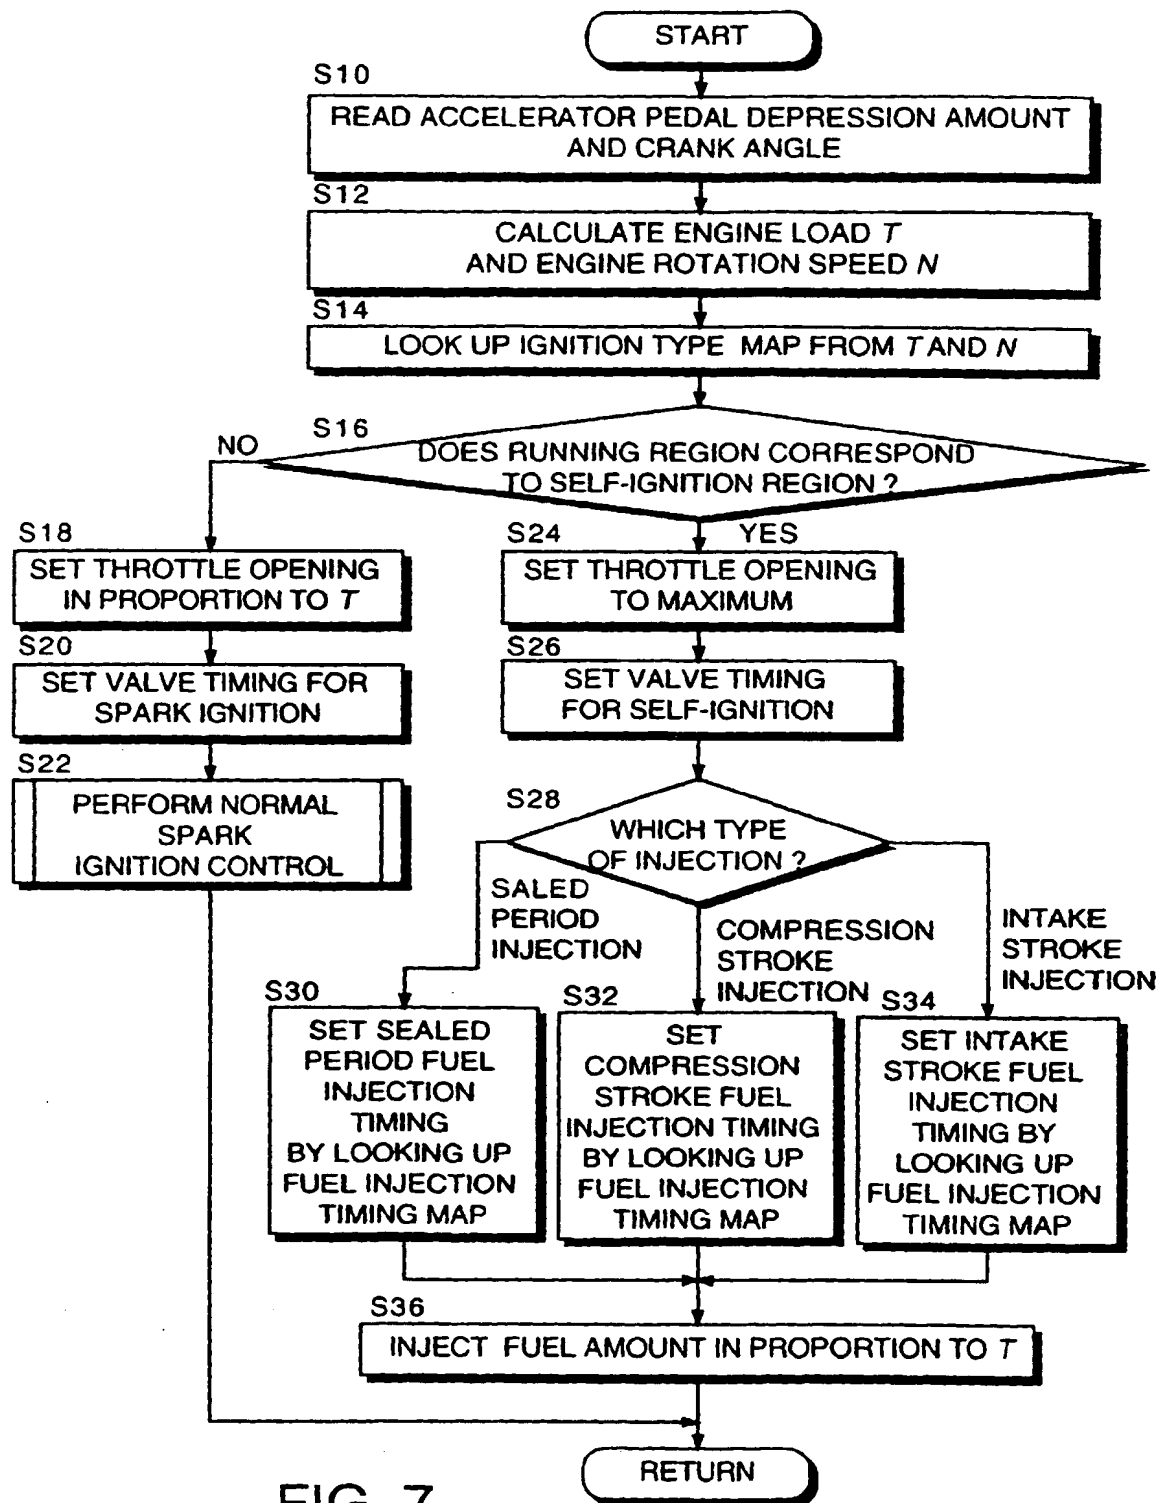 START
S10
READ ACCELERATOR PEDAL DEPRESSION AMOUNT
AND CRANK ANGLE
S12
CALCULATE ENGINE LOAD T
AND ENGINE ROTATION SPEED N
S14
LOOK UP IGNITION TYPE MAP FROM T AND N
S16
NO
DOES RUNNING REGION CORRESPOND
TO SELF-IGNITION REGION ?
YES
S18
SET THROTTLE OPENING
IN PROPORTION TO T
S20
SET VALVE TIMING FOR
SPARK IGNITION
S22
PERFORM NORMAL
SPARK
IGNITION CONTROL
S24
SET THROTTLE OPENING
TO MAXIMUM
S26
SET VALVE TIMING
FOR SELF-IGNITION
S28
WHICH TYPE
OF INJECTION ?
SALED
PERIOD
INJECTION
COMPRESSION
STROKE
INJECTION
INTAKE
STROKE
INJECTION
S30
SET SEALED
PERIOD FUEL
INJECTION
TIMING
BY LOOKING UP
FUEL INJECTION
TIMING MAP
S32
SET
COMPRESSION
STROKE FUEL
INJECTION TIMING
BY LOOKING UP
FUEL INJECTION
TIMING MAP
S34
SET INTAKE
STROKE FUEL
INJECTION
TIMING BY
LOOKING UP
FUEL INJECTION
TIMING MAP
S36
INJECT FUEL AMOUNT IN PROPORTION TO T
RETURN
FIG. 7